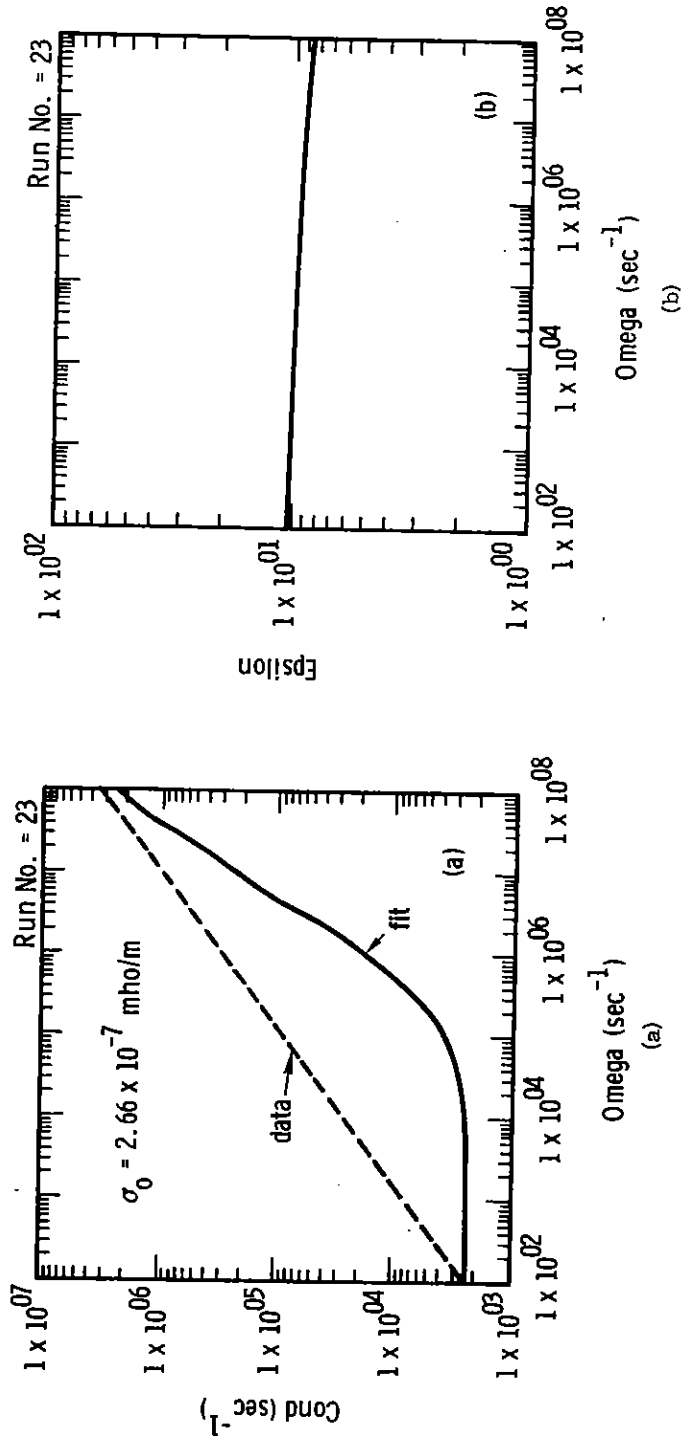 Run No. = 23
1 x 10^07
1 x 10^06
1 x 10^05
1 x 10^04
1 x 10^03
Cond (sec^-1)
σ_0 = 2.66 x 10^-7 mho/m
data
fit
(a)
1 x 10^02
1 x 10^04
1 x 10^06
1 x 10^08
Omega (sec^-1)
(a)
Run No. = 23
1 x 10^02
1 x 10^01
1 x 10^00
Epsilon
(b)
1 x 10^02
1 x 10^04
1 x 10^06
1 x 10^08
Omega (sec^-1)
(b)